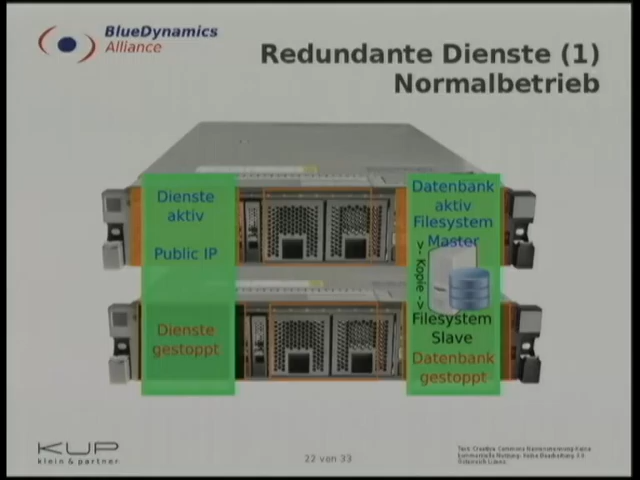 BlueDynamics
Alliance
Redundante Dienste (1)
Normalbetrieb
Dienste
aktiv
Public IP
Datenbank
aktiv
Filesystem
Master
>- Kopie ->
Filesystem
Slave
Datenbank
gestoppt
Dienste
gestoppt
KUP
klein & partner
22 von 33